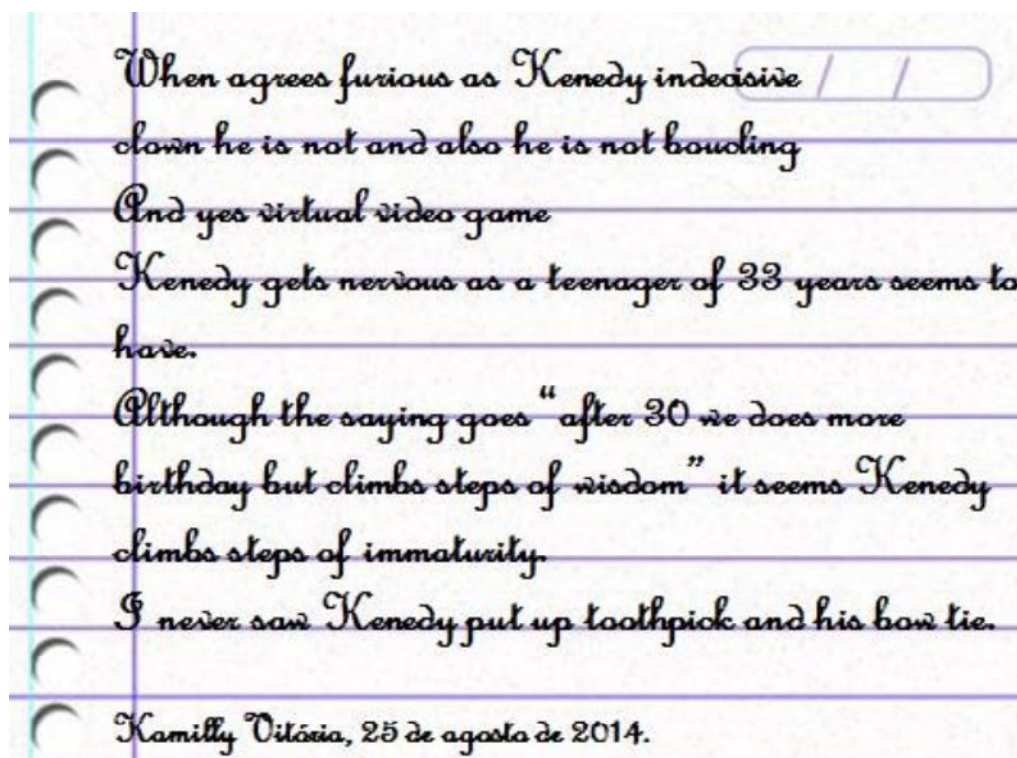 When agrees furious as Kenedy indecisive
clown he is not and also he is not boucling
And yes virtual video game
Kenedy gets nervous as a teenager of 33 years seems to
have.
Although the saying goes “after 30 we does more
birthday but climbs steps of wisdom” it seems Kenedy
climbs steps of immaturity.
I never saw Kenedy put up toothpick and his bow tie.
Kamilly Vitória, 25 de agosto de 2014.